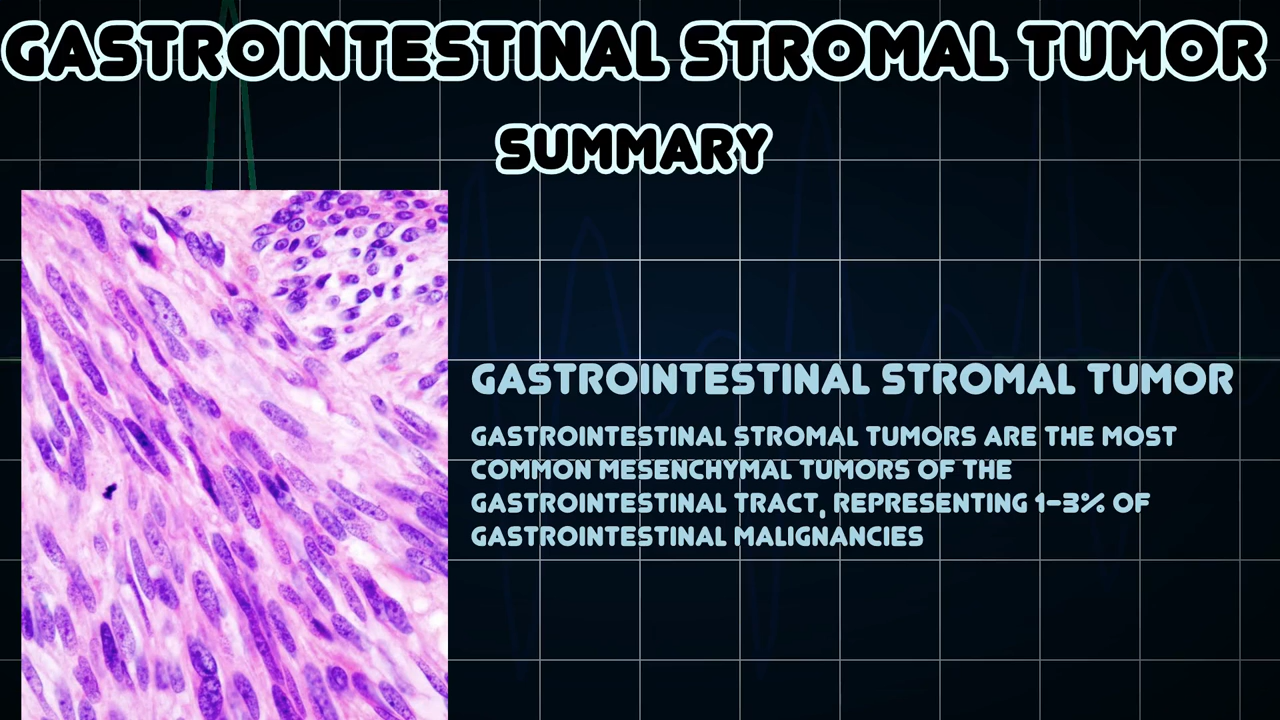 GASTROINTESTINAL STROMAL TUMOR
SUMMARY
GASTROINTESTINAL STROMAL TUMOR
GASTROINTESTINAL STROMAL TUMORS ARE THE MOST
COMMON MESENCHYMAL TUMORS OF THE
GASTROINTESTINAL TRACT, REPRESENTING 1-3% OF
GASTROINTESTINAL MALIGNANCIES